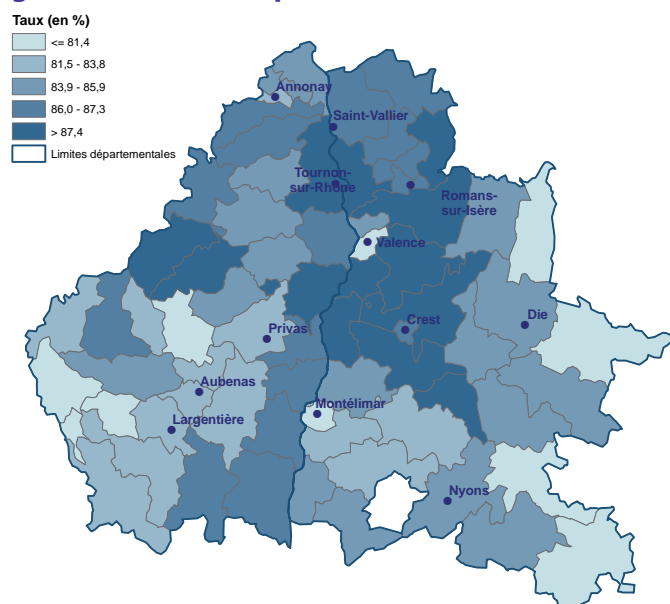 Taux (en %)
<= 81,4
81,5 - 83,8
83,9 - 85,9
86,0 - 87,3
> 87,4
Limites départementales
Annonay
Saint-Vallier
Tournon-
sur-Rhône
Romans-
sur-Isère
Valence
Die
Crest
Privas
Aubenas
Montélimar
Largentière
Nyons